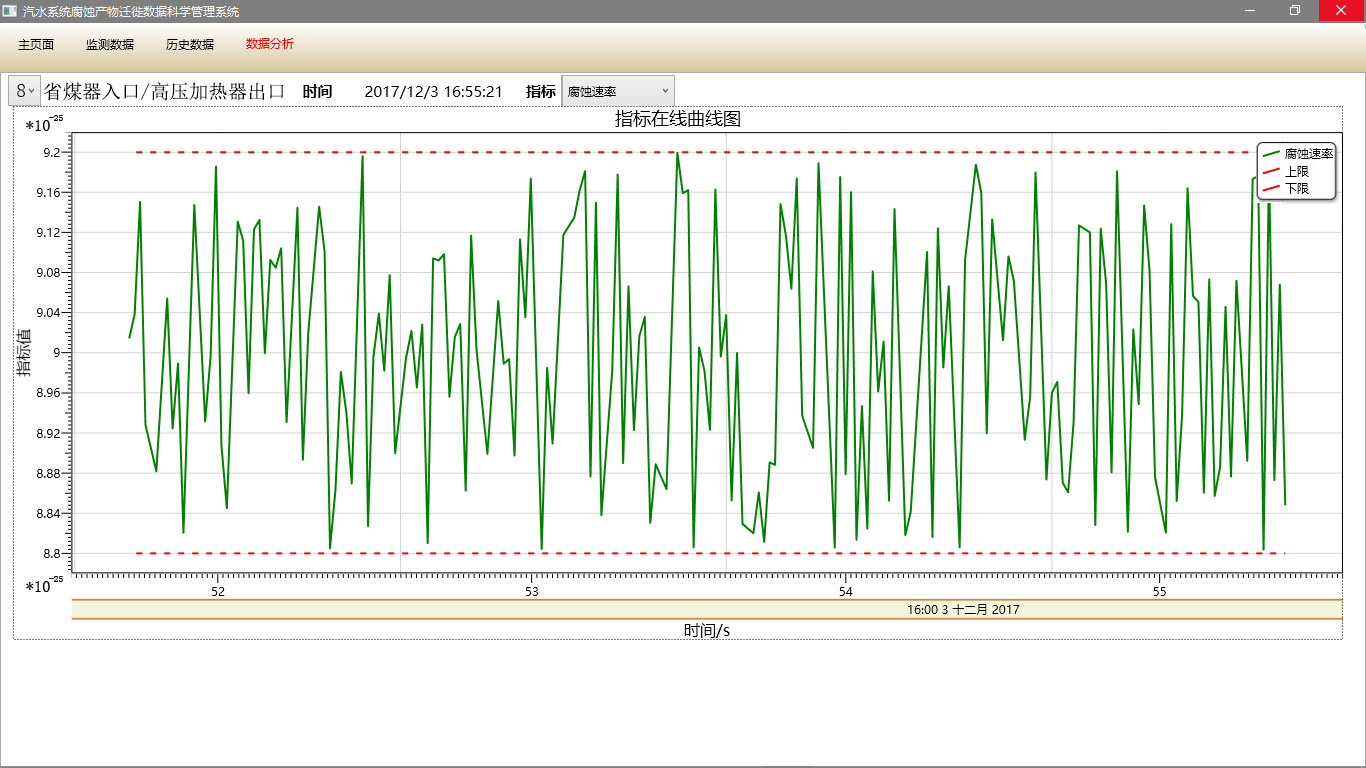 汽水系统腐蚀产物迁徙数据科学管理系统
主页面 监测数据 历史数据 数据分析
8 省煤器入口/高压加热器出口 时间 2017/12/3 16:55:21 指标 腐蚀速率
指标在线曲线图
*10⁻²⁵
9.2
9.16
9.12
9.08
9.04
9
8.96
8.92
8.88
8.84
8.8
指标值
腐蚀速率
上限
下限
*10⁻²⁵
52 53 54 55
16:00 3 十二月 2017
时间/s